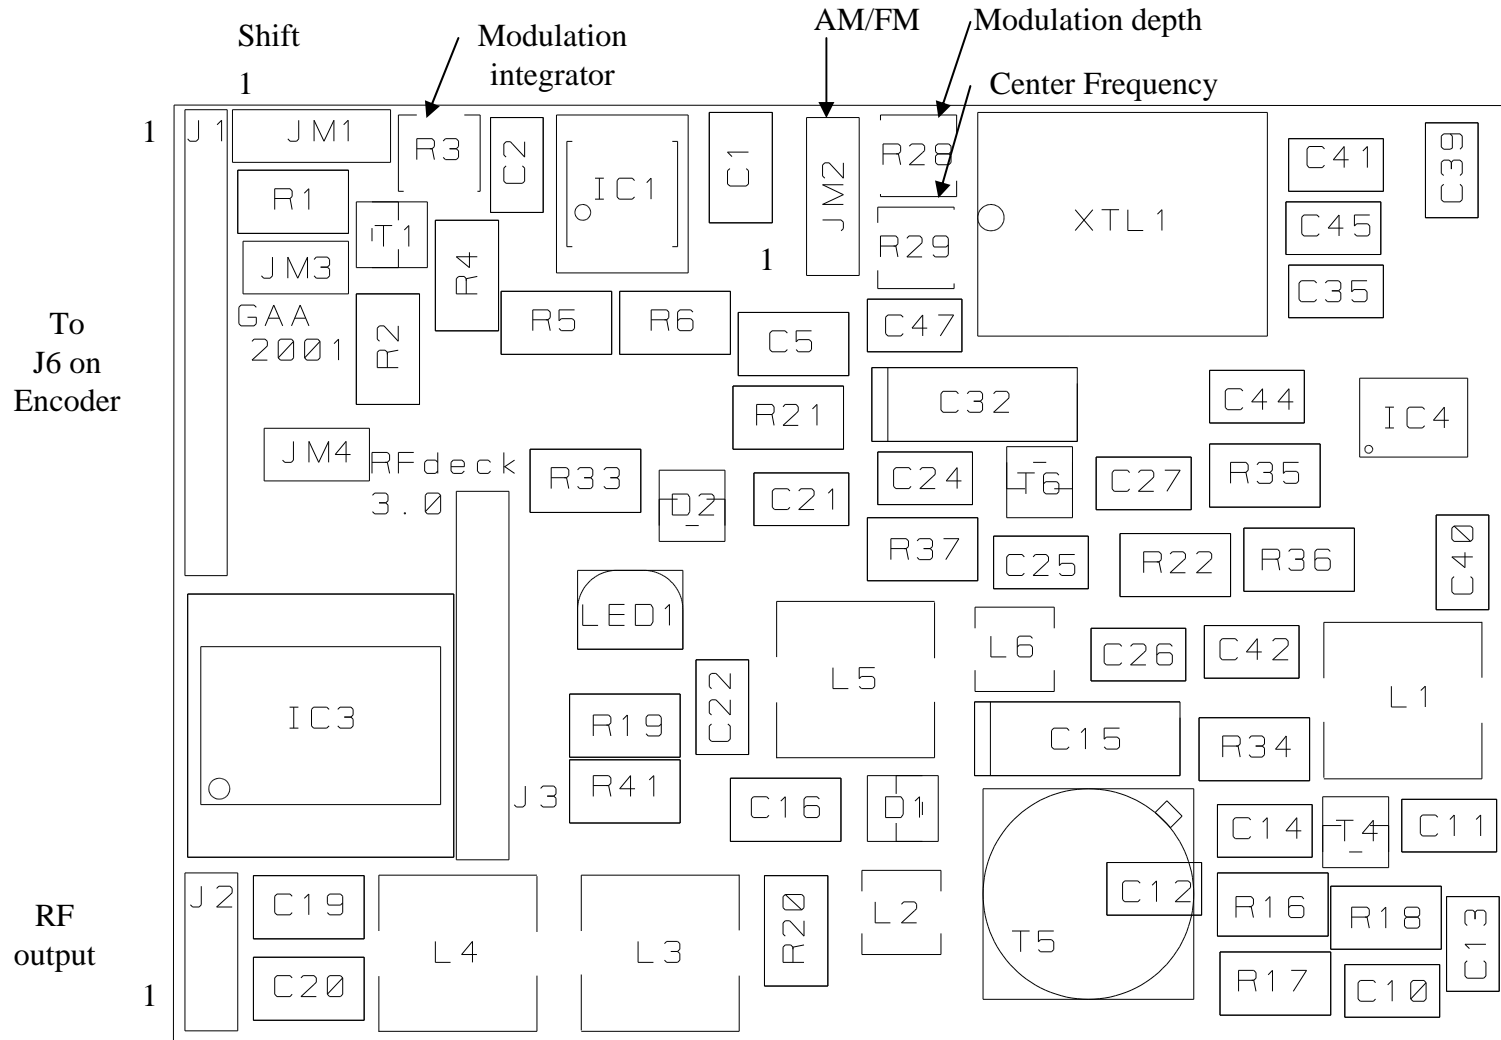 AM/FM
Modulation depth
Shift
Modulation
integrator
1
Center Frequency
1
J1
JM1
R3
C2
IC1
C1
JM2
R28
XTL1
C41
C39
R1
T1
R4
R29
C45
JM3
1
C35
GAA
2001
R2
R5
R6
C5
C47
To
J6 on
Encoder
R21
C32
C44
IC4
JM4
RFdeck
3.0
R33
D2
C21
C24
T6
C27
R35
R37
C25
R22
R36
C40
LED1
L5
L6
C26
C42
L1
IC3
R19
C22
C15
R34
J3
R41
C16
D1
C14
T4
C11
J2
C19
L4
L3
R20
L2
C12
T5
R16
R18
C13
RF
output
C20
R17
C10
1